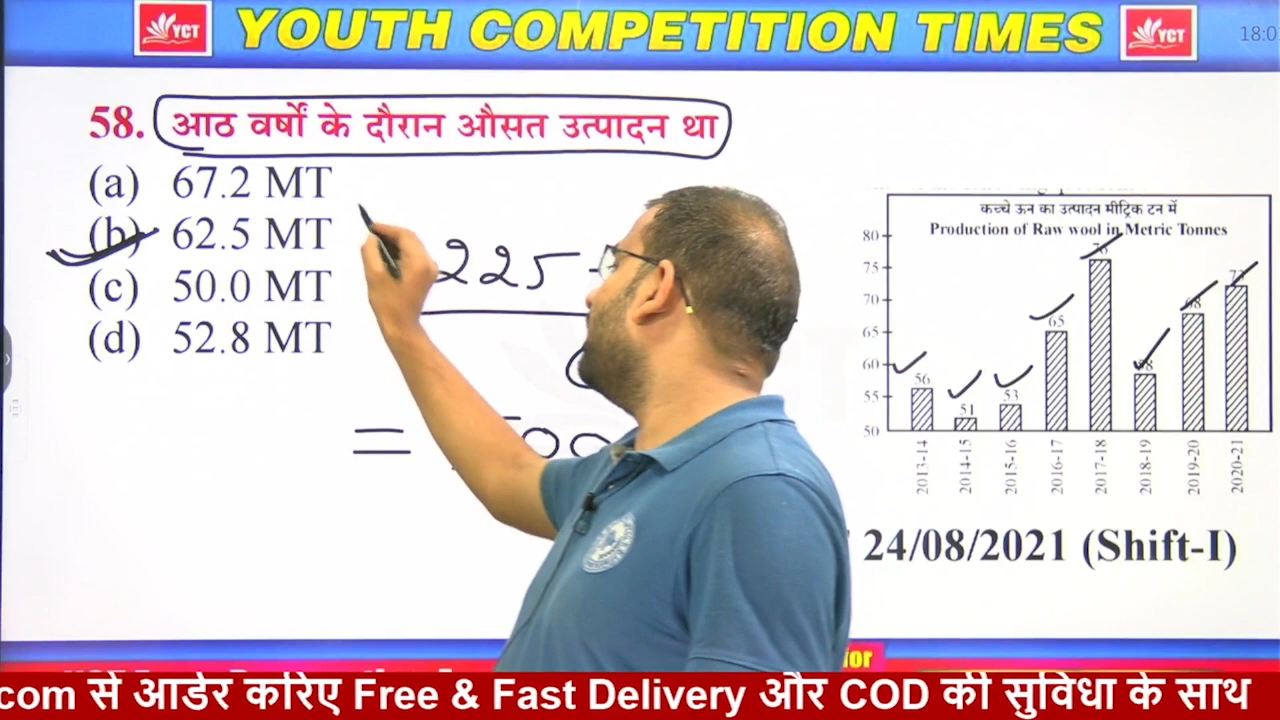 YCT
YOUTH COMPETITION TIMES
YCT
58. आठ वर्षों के दौरान औसत उत्पादन था
(a) 67.2 MT
(b) 62.5 MT
(c) 50.0 MT
(d) 52.8 MT
225
=
कच्चे ऊन का उत्पादन मीट्रिक टन में
Production of Raw wool in Metric Tonnes
80
75
70
65
60
55
50
56
51
53
65
68
2013-14
2014-15
2015-16
2016-17
2017-18
2018-19
2019-20
2020-21
24/08/2021 (Shift-I)
com से आर्डर करिए Free & Fast Delivery और COD की सुविधा के साथ